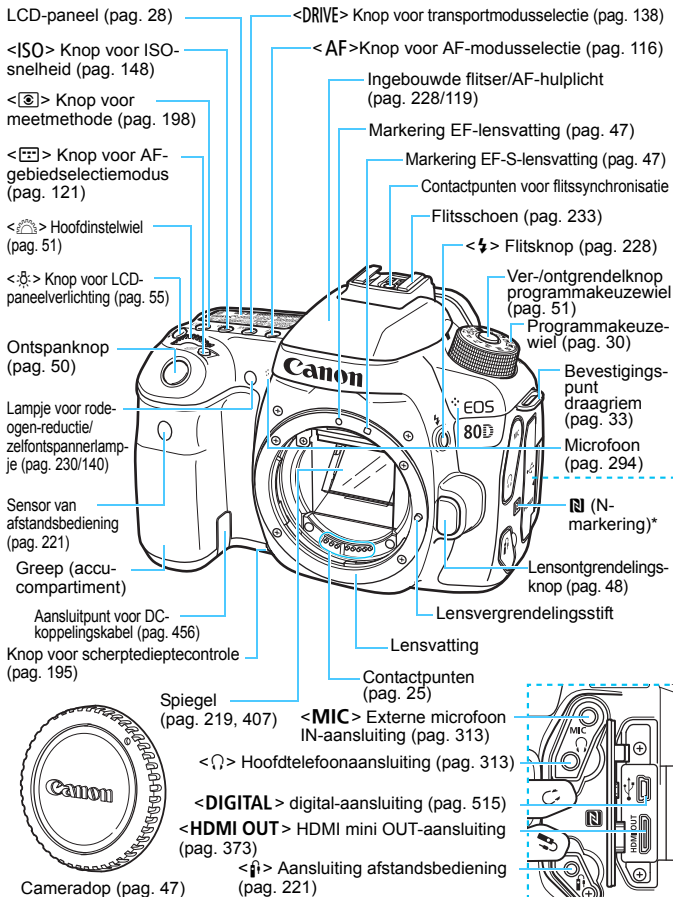 LCD-paneel (pag. 28)
<DRIVE> Knop voor transportmodusselectie (pag. 138)
<ISO> Knop voor ISO-
snelheid (pag. 148)
<AF>Knop voor AF-modusselectie (pag. 116)
Ingebouwde flitser/AF-hulplicht
(pag. 228/119)
< > Knop voor
meetmethode (pag. 198)
Markering EF-lensvatting (pag. 47)
Markering EF-S-lensvatting (pag. 47)
< > Knop voor AF-
gebiedselectiemodus
(pag. 121)
Contactpunten voor flitssynchronisatie
Flitsschoen (pag. 233)
< > Hoofdinstelwiel
(pag. 51)
< > Flitsknop (pag. 228)
< > Knop voor LCD-
paneelverlichting (pag. 55)
Ver-/ontgrendelknop
programmakeuzewiel
(pag. 51)
Programmakeuze-
wiel (pag. 30)
Ontspanknop
(pag. 50)
Bevestigings-
punt
draagriem
(pag. 33)
Canon
EOS
80D
Lampje voor rode-
ogen-reductie/
zelfontspannerlamp-
je (pag. 230/140)
Microfoon
(pag. 294)
Sensor van
afstandsbediening
(pag. 221)
(N-
markering)*
Greep (accu-
compartiment)
Lensontgrendelings-
knop (pag. 48)
Aansluitpunt voor DC-
koppelingskabel (pag. 456)
Lensvergrendelingsstift
Knop voor scherptedieptecontrole
(pag. 195)
Lensvatting
Contactpunten
(pag. 25)
Spiegel
(pag. 219, 407)
<MIC> Externe microfoon
IN-aansluiting (pag. 313)
MIC
< > Hoofdtelefoonaansluiting (pag. 313)
Canon
<DIGITAL> digital-aansluiting (pag. 515)
<HDMI OUT> HDMI mini OUT-aansluiting
(pag. 373)
HDMI OUT
< > Aansluiting afstandsbediening
(pag. 221)
Cameradop (pag. 47)